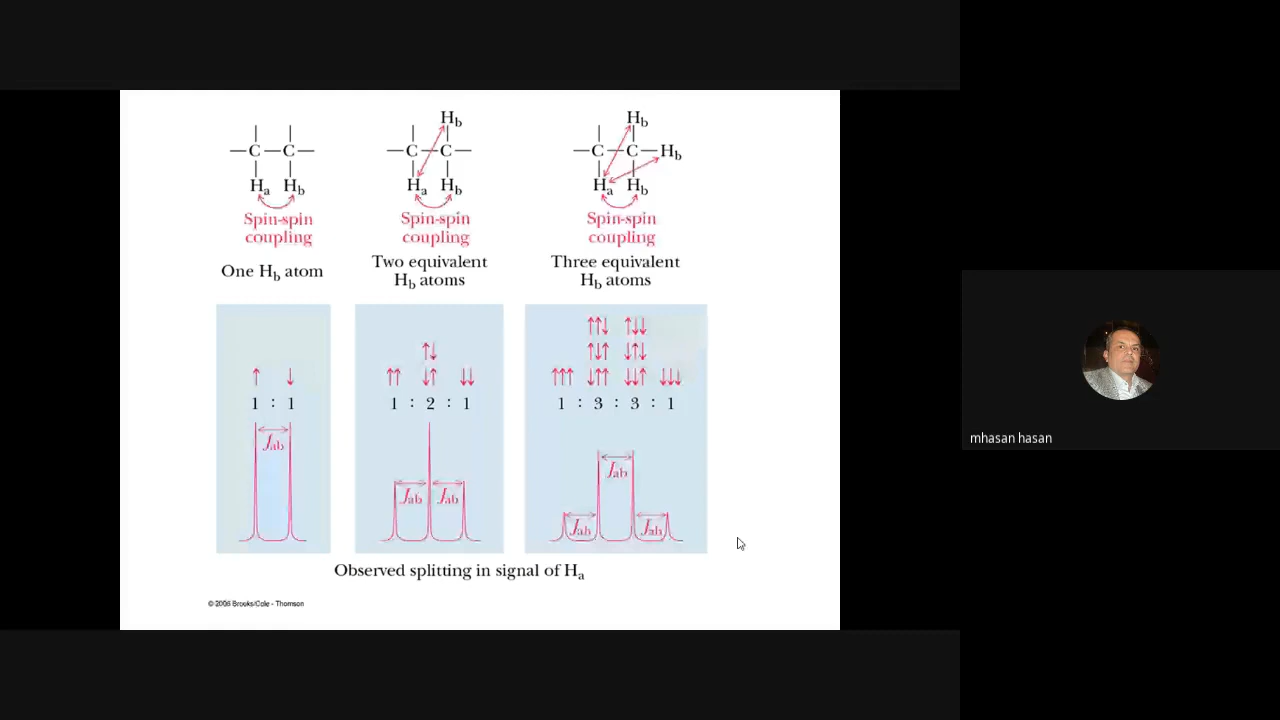 Hb
Hb
—C—C—
—C—C—
—C—C—Hb
Ha Hb
Ha Hb
Ha Hb
Spin-spin
coupling
Spin-spin
coupling
Spin-spin
coupling
One Hb atom
Two equivalent
Hb atoms
Three equivalent
Hb atoms
↑ ↓
1 : 1
Jab
↑↓
↑↑ ↓↑ ↓↓
1 : 2 : 1
Jab Jab
↑↑↓ ↑↓↓
↑↓↑ ↓↑↓
↑↑↑ ↓↑↑ ↓↓↑ ↓↓↓
1 : 3 : 3 : 1
Jab
Jab Jab
Observed splitting in signal of Ha
© 2006 Brooks/Cole - Thomson
mhasan hasan